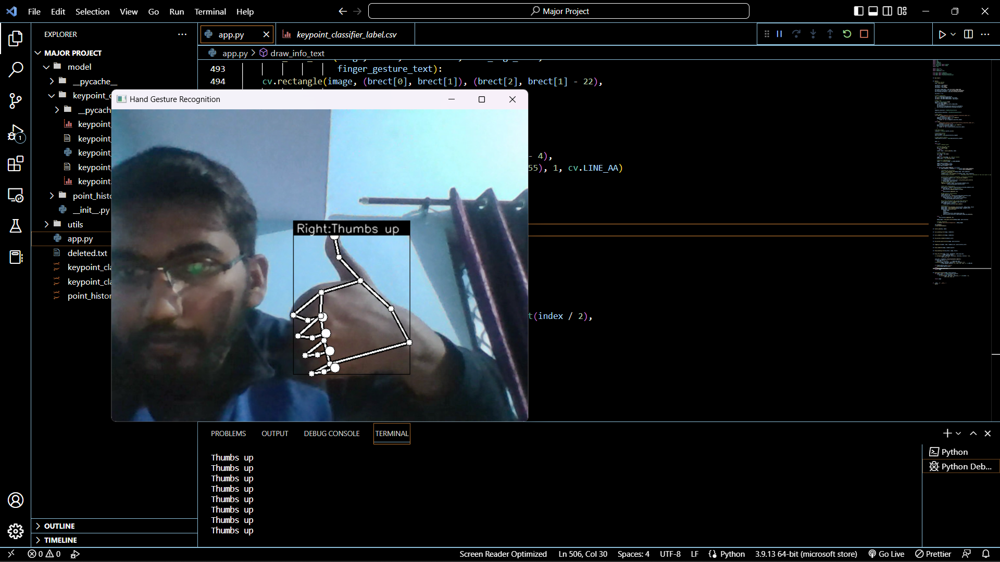 File Edit Selection View Go Run Terminal Help
Major Project
EXPLORER
app.py
keypoint_classifier_label.csv
MAJOR PROJECT
app.py > draw_info_text
model
__pycache__
keypoint_c
__pycach
keypoint_
keypoint_
keypoint_
keypoint_
keypoint.
point_histo
__init__.py
utils
app.py
deleted.txt
keypoint_cla
keypoint_cla
point_histor
493 finger_gesture_text):
494 cv.rectangle(image, (brect[0], brect[1]), (brect[2], brect[1] - 22),
- 4),
55), 1, cv.LINE_AA)
t(index / 2),
Hand Gesture Recognition
Right:Thumbs up
PROBLEMS OUTPUT DEBUG CONSOLE TERMINAL
Thumbs up
Thumbs up
Thumbs up
Thumbs up
Thumbs up
Thumbs up
Thumbs up
Thumbs up
Python
Python Deb...
1
OUTLINE
TIMELINE
0 0
Screen Reader Optimized Ln 506, Col 30 Spaces: 4 UTF-8 LF Python 3.9.13 64-bit (microsoft store) Go Live Prettier